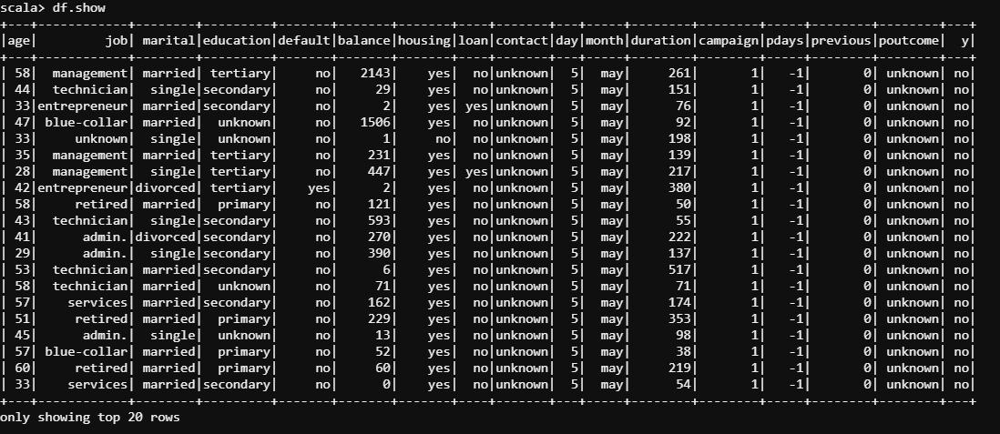 scala> df.show
+---+------------+--------+---------+-------+-------+-------+----+-------+---+-----+--------+--------+-----+--------+--------+---+
|age|         job| marital|education|default|balance|housing|loan|contact|day|month|duration|campaign|pdays|previous|poutcome|  y|
+---+------------+--------+---------+-------+-------+-------+----+-------+---+-----+--------+--------+-----+--------+--------+---+
| 58|  management| married| tertiary|     no|   2143|    yes|  no|unknown|  5|  may|     261|       1|   -1|       0| unknown| no|
| 44|  technician|  single|secondary|     no|     29|    yes|  no|unknown|  5|  may|     151|       1|   -1|       0| unknown| no|
| 33|entrepreneur| married|secondary|     no|      2|    yes| yes|unknown|  5|  may|      76|       1|   -1|       0| unknown| no|
| 47| blue-collar| married|  unknown|     no|   1506|    yes|  no|unknown|  5|  may|      92|       1|   -1|       0| unknown| no|
| 33|     unknown|  single|  unknown|     no|      1|     no|  no|unknown|  5|  may|     198|       1|   -1|       0| unknown| no|
| 35|  management| married| tertiary|     no|    231|    yes|  no|unknown|  5|  may|     139|       1|   -1|       0| unknown| no|
| 28|  management|  single| tertiary|     no|    447|    yes| yes|unknown|  5|  may|     217|       1|   -1|       0| unknown| no|
| 42|entrepreneur|divorced| tertiary|    yes|      2|    yes|  no|unknown|  5|  may|     380|       1|   -1|       0| unknown| no|
| 58|     retired| married|  primary|     no|    121|    yes|  no|unknown|  5|  may|      50|       1|   -1|       0| unknown| no|
| 43|  technician|  single|secondary|     no|    593|    yes|  no|unknown|  5|  may|      55|       1|   -1|       0| unknown| no|
| 41|      admin.|divorced|secondary|     no|    270|    yes|  no|unknown|  5|  may|     222|       1|   -1|       0| unknown| no|
| 29|      admin.|  single|secondary|     no|    390|    yes|  no|unknown|  5|  may|     137|       1|   -1|       0| unknown| no|
| 53|  technician| married|secondary|     no|      6|    yes|  no|unknown|  5|  may|     517|       1|   -1|       0| unknown| no|
| 58|  technician| married|  unknown|     no|     71|    yes|  no|unknown|  5|  may|      71|       1|   -1|       0| unknown| no|
| 57|    services| married|secondary|     no|    162|    yes|  no|unknown|  5|  may|     174|       1|   -1|       0| unknown| no|
| 51|     retired| married|  primary|     no|    229|    yes|  no|unknown|  5|  may|     353|       1|   -1|       0| unknown| no|
| 45|      admin.|  single|  unknown|     no|     13|    yes|  no|unknown|  5|  may|      98|       1|   -1|       0| unknown| no|
| 57| blue-collar| married|  primary|     no|     52|    yes|  no|unknown|  5|  may|      38|       1|   -1|       0| unknown| no|
| 60|     retired| married|  primary|     no|     60|    yes|  no|unknown|  5|  may|     219|       1|   -1|       0| unknown| no|
| 33|    services| married|secondary|     no|      0|    yes|  no|unknown|  5|  may|      54|       1|   -1|       0| unknown| no|
+---+------------+--------+---------+-------+-------+-------+----+-------+---+-----+--------+--------+-----+--------+--------+---+
only showing top 20 rows